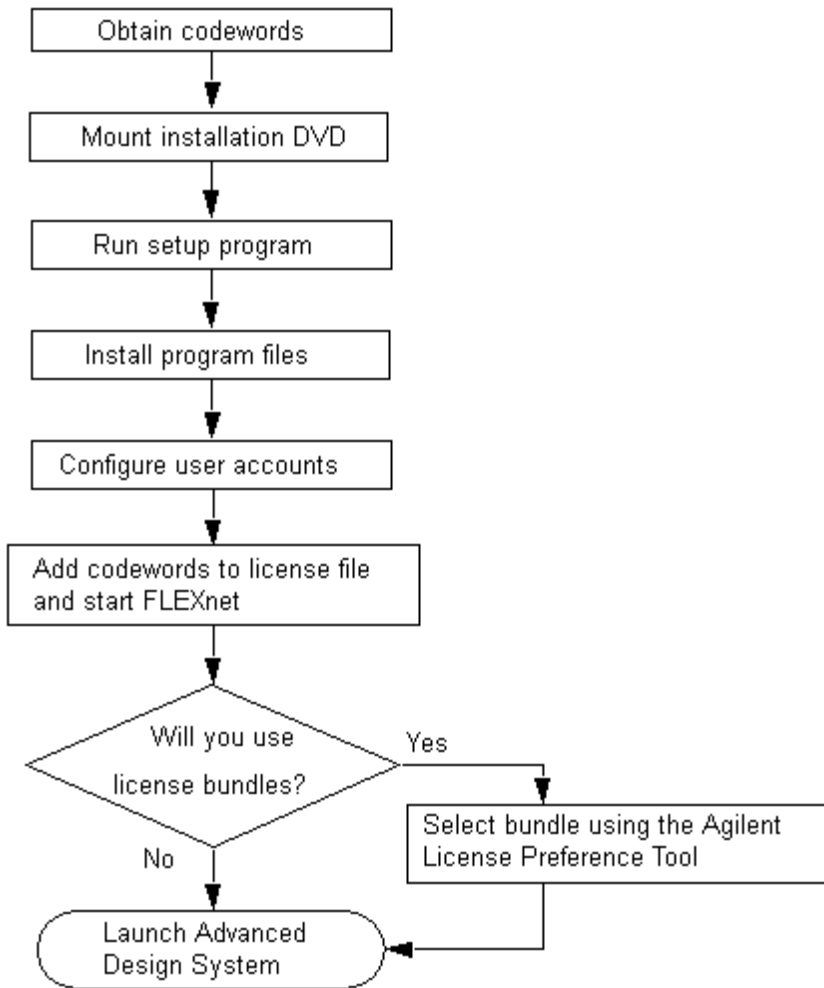 Obtain codewords
Mount installation DVD
Run setup program
Install program files
Configure user accounts
Add codewords to license file
and start FLEXnet
Will you use
license bundles?
Yes
Select bundle using the Agilent
License Preference Tool
No
Launch Advanced
Design System